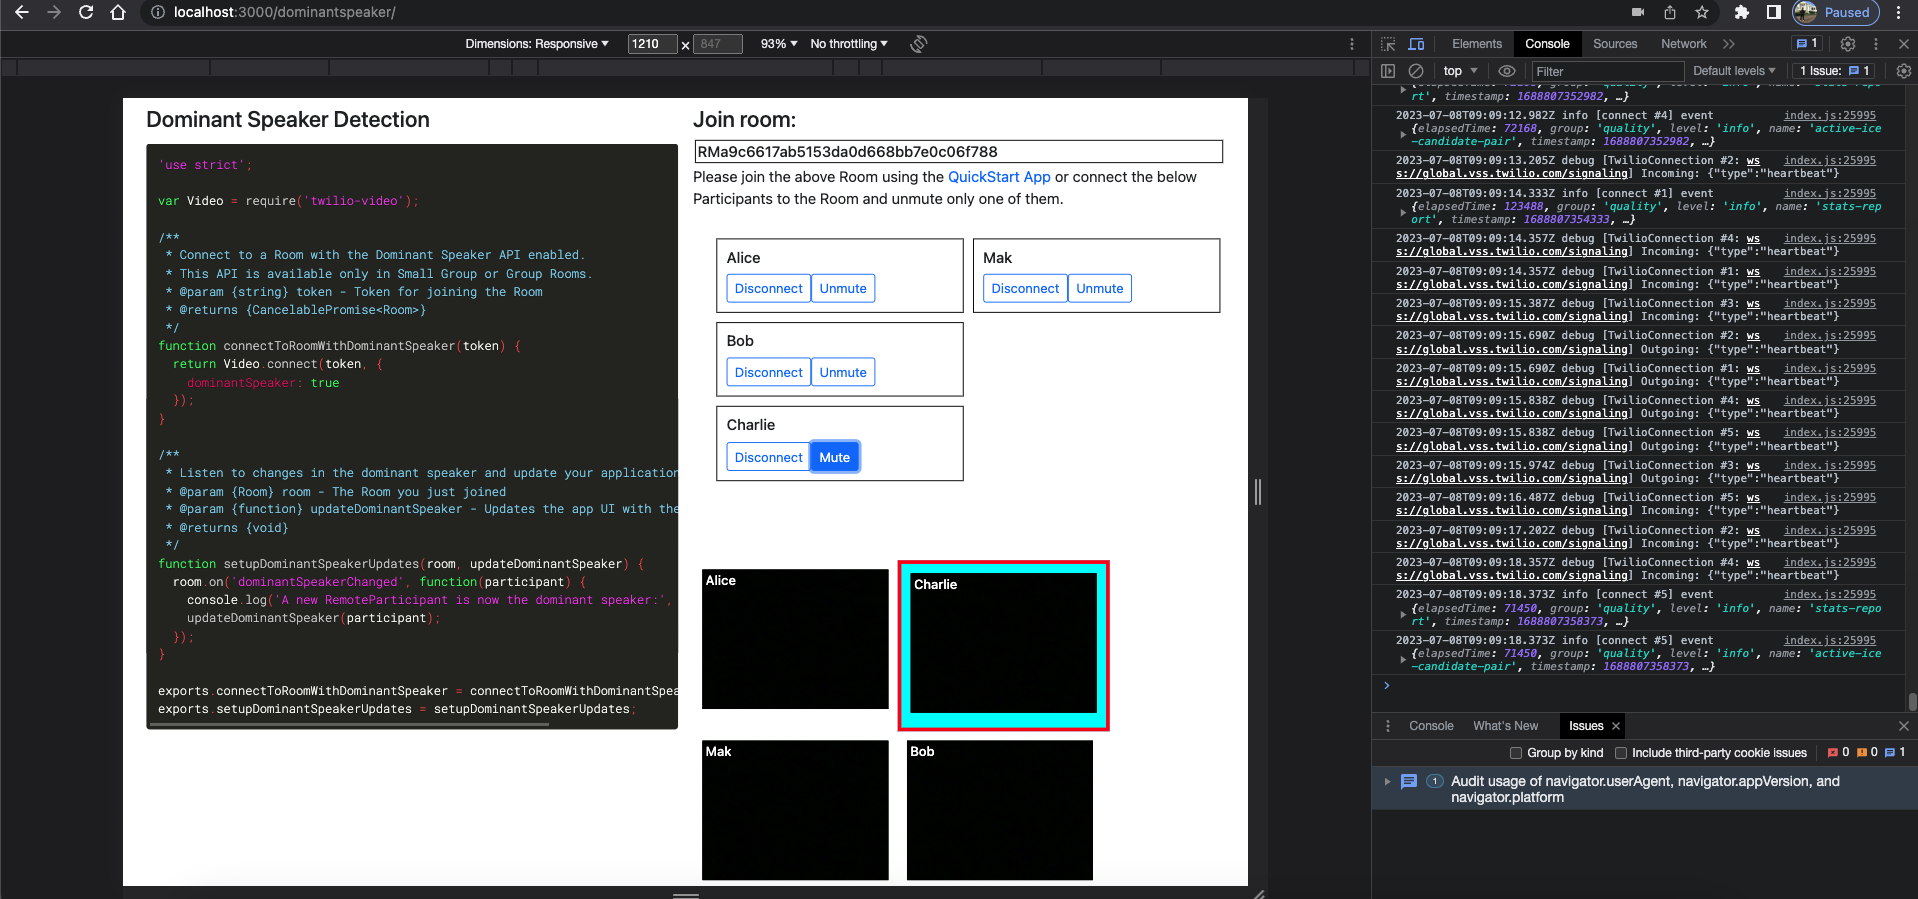 localhost:3000/dominantspeaker/
Paused
Dimensions: Responsive
1210 x 847
93%
No throttling
Elements
Console
Sources
Network
1
top
Filter
Default levels
1 Issue: 1
Dominant Speaker Detection
'use strict';
var Video = require('twilio-video');
/**
* Connect to a Room with the Dominant Speaker API enabled.
* This API is available only in Small Group or Group Rooms.
* @param {string} token - Token for joining the Room
* @returns {CancelablePromise<Room>}
*/
function connectToRoomWithDominantSpeaker(token) {
return Video.connect(token, {
dominantSpeaker: true
});
}
/**
* Listen to changes in the dominant speaker and update your application
* @param {Room} room - The Room you just joined
* @param {function} updateDominantSpeaker - Updates the app UI with the
* @returns {void}
*/
function setupDominantSpeakerUpdates(room, updateDominantSpeaker) {
room.on('dominantSpeakerChanged', function(participant) {
console.log('A new RemoteParticipant is now the dominant speaker:',
updateDominantSpeaker(participant);
});
}
exports.connectToRoomWithDominantSpeaker = connectToRoomWithDominantSpea
exports.setupDominantSpeakerUpdates = setupDominantSpeakerUpdates;
Join room:
RMa9c6617ab5153da0d668bb7e0c06f788
Please join the above Room using the QuickStart App or connect the below
Participants to the Room and unmute only one of them.
Alice
Disconnect Unmute
Mak
Disconnect Unmute
Bob
Disconnect Unmute
Charlie
Disconnect Mute
Alice
Charlie
Mak
Bob
rt', timestamp: 1688807352982, …}
2023-07-08T09:09:12.982Z info [connect #4] event index.js:25995
{elapsedTime: 72168, group: 'quality', level: 'info', name: 'active-ice
-candidate-pair', timestamp: 1688807352982, …}
2023-07-08T09:09:13.205Z debug [TwilioConnection #2: ws index.js:25995
s://global.vss.twilio.com/signaling] Incoming: {"type":"heartbeat"}
2023-07-08T09:09:14.333Z info [connect #1] event index.js:25995
{elapsedTime: 123488, group: 'quality', level: 'info', name: 'stats-rep
ort', timestamp: 1688807354333, …}
2023-07-08T09:09:14.357Z debug [TwilioConnection #4: ws index.js:25995
s://global.vss.twilio.com/signaling] Incoming: {"type":"heartbeat"}
2023-07-08T09:09:14.357Z debug [TwilioConnection #1: ws index.js:25995
s://global.vss.twilio.com/signaling] Incoming: {"type":"heartbeat"}
2023-07-08T09:09:15.387Z debug [TwilioConnection #3: ws index.js:25995
s://global.vss.twilio.com/signaling] Incoming: {"type":"heartbeat"}
2023-07-08T09:09:15.690Z debug [TwilioConnection #2: ws index.js:25995
s://global.vss.twilio.com/signaling] Outgoing: {"type":"heartbeat"}
2023-07-08T09:09:15.690Z debug [TwilioConnection #1: ws index.js:25995
s://global.vss.twilio.com/signaling] Outgoing: {"type":"heartbeat"}
2023-07-08T09:09:15.838Z debug [TwilioConnection #4: ws index.js:25995
s://global.vss.twilio.com/signaling] Outgoing: {"type":"heartbeat"}
2023-07-08T09:09:15.838Z debug [TwilioConnection #5: ws index.js:25995
s://global.vss.twilio.com/signaling] Outgoing: {"type":"heartbeat"}
2023-07-08T09:09:15.974Z debug [TwilioConnection #3: ws index.js:25995
s://global.vss.twilio.com/signaling] Outgoing: {"type":"heartbeat"}
2023-07-08T09:09:16.487Z debug [TwilioConnection #5: ws index.js:25995
s://global.vss.twilio.com/signaling] Incoming: {"type":"heartbeat"}
2023-07-08T09:09:17.202Z debug [TwilioConnection #2: ws index.js:25995
s://global.vss.twilio.com/signaling] Incoming: {"type":"heartbeat"}
2023-07-08T09:09:18.357Z debug [TwilioConnection #4: ws index.js:25995
s://global.vss.twilio.com/signaling] Incoming: {"type":"heartbeat"}
2023-07-08T09:09:18.373Z info [connect #5] event index.js:25995
{elapsedTime: 71450, group: 'quality', level: 'info', name: 'stats-repo
rt', timestamp: 1688807358373, …}
2023-07-08T09:09:18.373Z info [connect #5] event index.js:25995
{elapsedTime: 71450, group: 'quality', level: 'info', name: 'active-ice
-candidate-pair', timestamp: 1688807358373, …}
Console
What's New
Issues
Group by kind
Include third-party cookie issues
0 0 1
1 Audit usage of navigator.userAgent, navigator.appVersion, and
navigator.platform